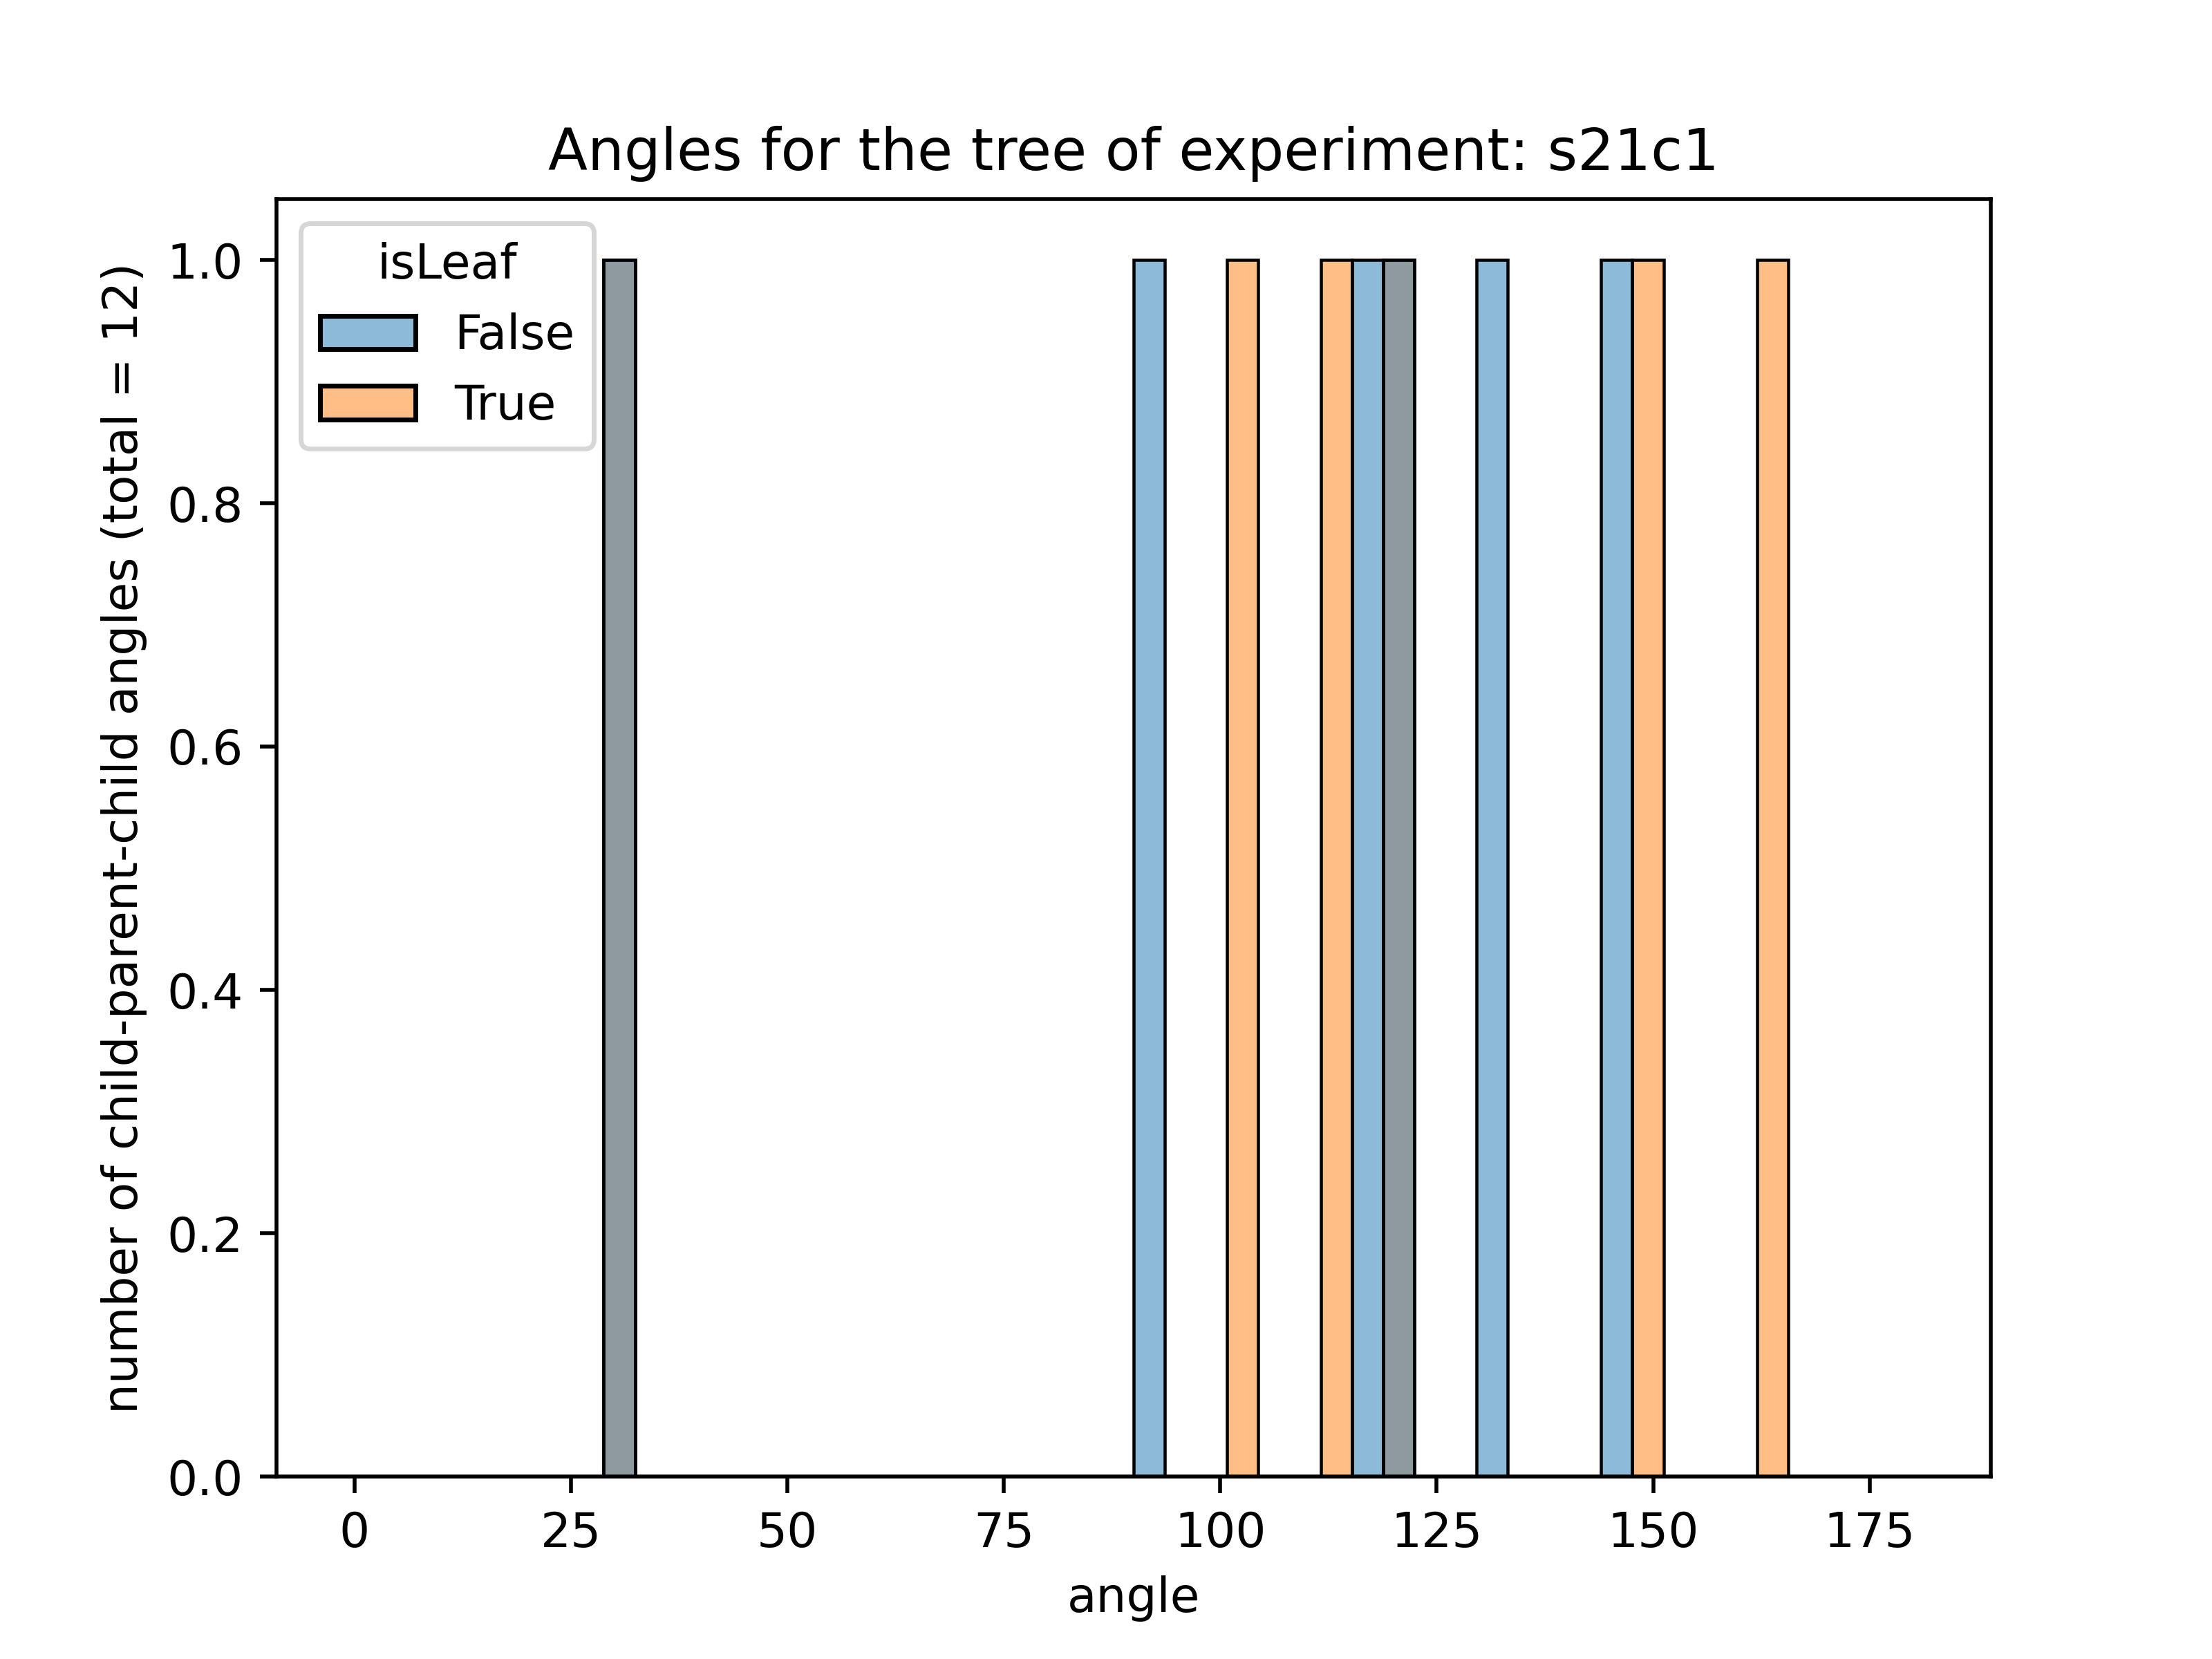 Angles for the tree of experiment: s21c1
number of child-parent-child angles (total = 12)
1.0
0.8
0.6
0.4
0.2
0.0
isLeaf
False
True
0 25 50 75 100 125 150 175
angle